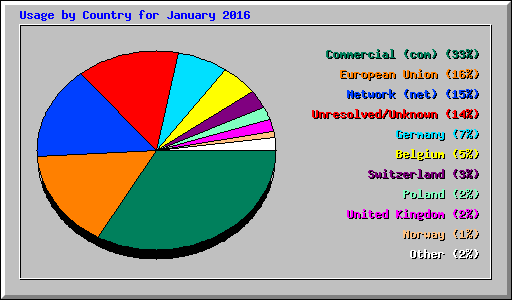 Usage by Country for January 2016
Commercial (com) (33%)
European Union (16%)
Network (net) (15%)
Unresolved/Unknown (14%)
Germany (7%)
Belgium (5%)
Switzerland (3%)
Poland (2%)
United Kingdom (2%)
Norway (1%)
Other (2%)